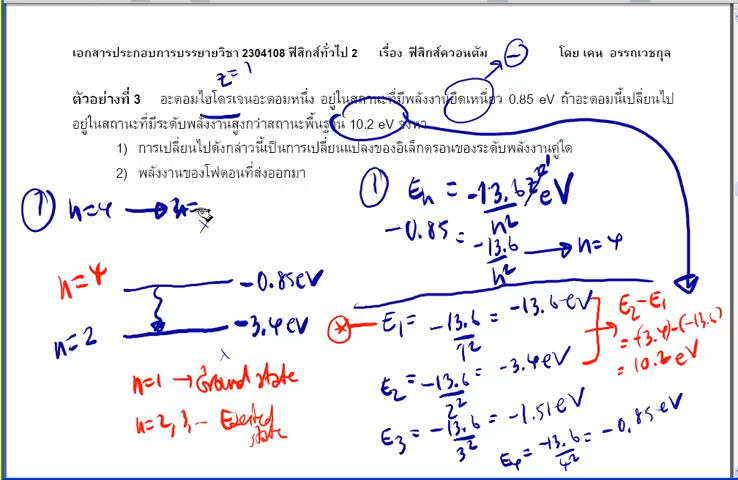 เอกสารประกอบการบรรยายวิชา 2304108 ฟิสิกส์ทั่วไป 2 เรื่อง ฟิสิกส์ควอนตัม โดย เคน อรรถเวชกุล
z=1
ตัวอย่างที่ 3 อะตอมไฮโดรเจนอะตอมหนึ่ง อยู่ในสถานะที่มีพลังงานยึดเหนี่ยว 0.85 eV ถ้าอะตอมนี้เปลี่ยนไป
อยู่ในสถานะที่มีระดับพลังงานสูงกว่าสถานะพื้นฐาน 10.2 eV จงหา
1) การเปลี่ยนไปดังกล่าวนี้เป็นการเปลี่ยนแปลงของอิเล็กตรอนของระดับพลังงานคู่ใด
2) พลังงานของโฟตอนที่ส่งออกมา
① n=4 → n=
① Eₙ = -13.6z²/n² eV
-0.85 = -13.6/n² → n=4
n=4 -0.85eV
n=2 -3.4eV
n=1 → Ground state
n=2, 3, -- Excited state
E₁ = -13.6/1² = -13.6eV
E₂ = -13.6/2² = -3.4eV
E₃ = -13.6/3² = -1.51eV
E₄ = -13.6/4² = -0.85eV
E₂-E₁
= (-3.4)-(-13.6)
= 10.2 eV